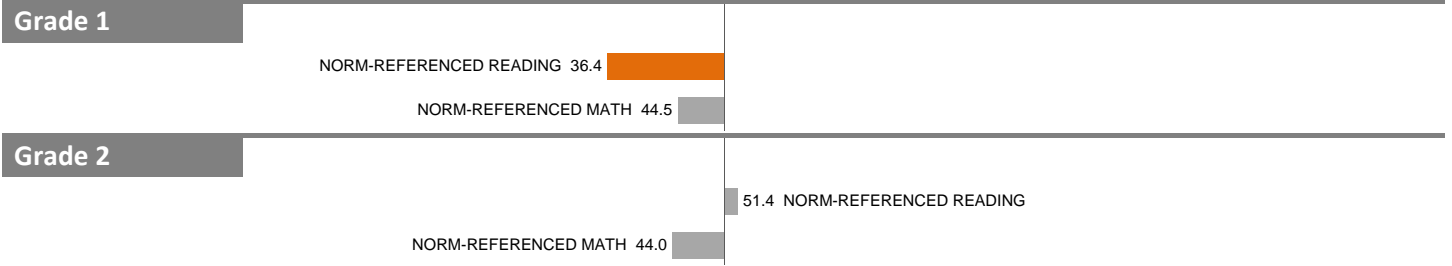 Grade 1
NORM-REFERENCED READING 36.4
NORM-REFERENCED MATH 44.5
Grade 2
51.4 NORM-REFERENCED READING
NORM-REFERENCED MATH 44.0